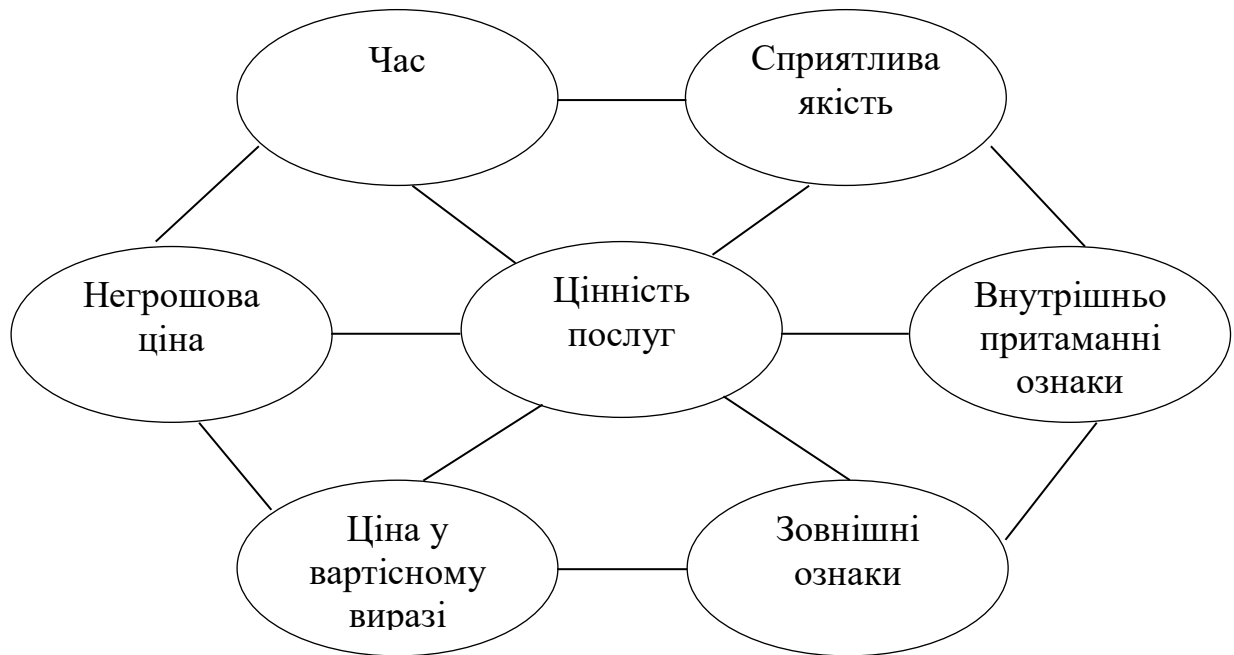 Час
Сприятлива
якість
Негрошова
ціна
Цінність
послуг
Внутрішньо
притаманні
ознаки
Ціна у
вартісному
виразі
Зовнішні
ознаки